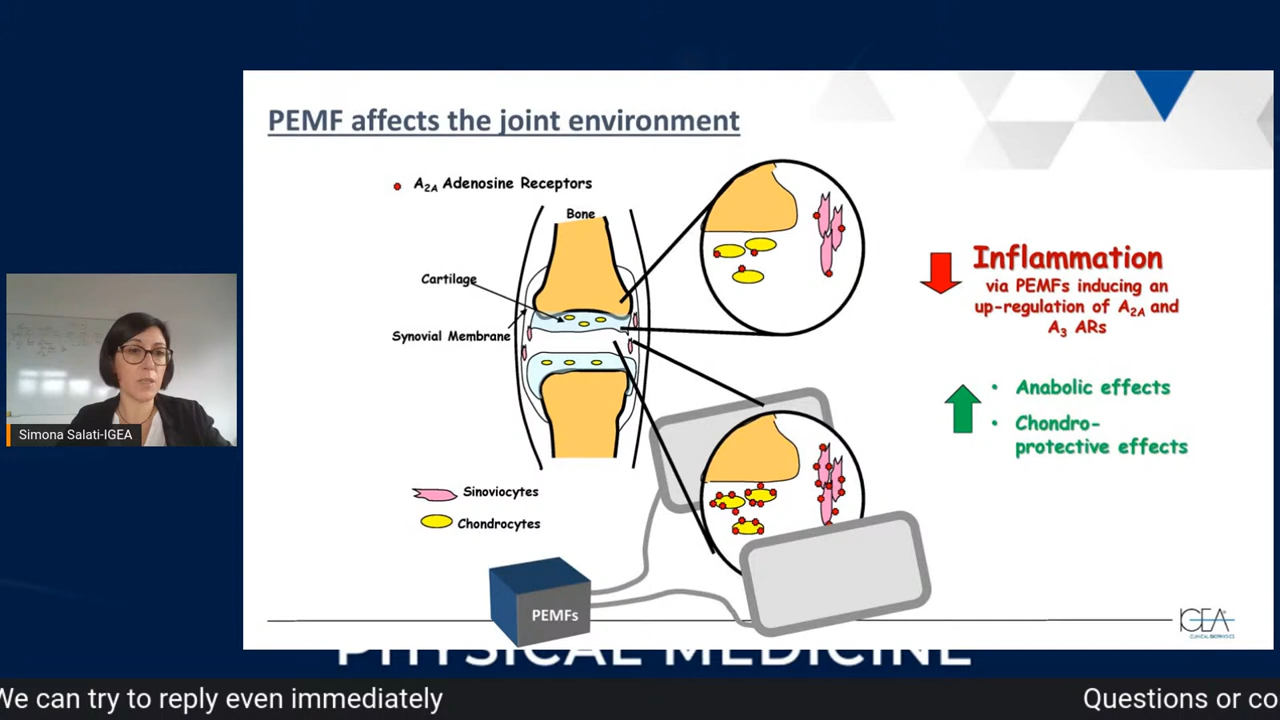 PEMF affects the joint environment
A2A Adenosine Receptors
Bone
Cartilage
Synovial Membrane
Inflammation
via PEMFs inducing an
up-regulation of A2A and
A3 ARs
• Anabolic effects
• Chondro-
protective effects
Sinoviocytes
Chondrocytes
PEMFs
IGEA
CLINICAL BIOPHYSICS
Simona Salati-IGEA
PHYSICAL MEDICINE
We can try to reply even immediately
Questions or co